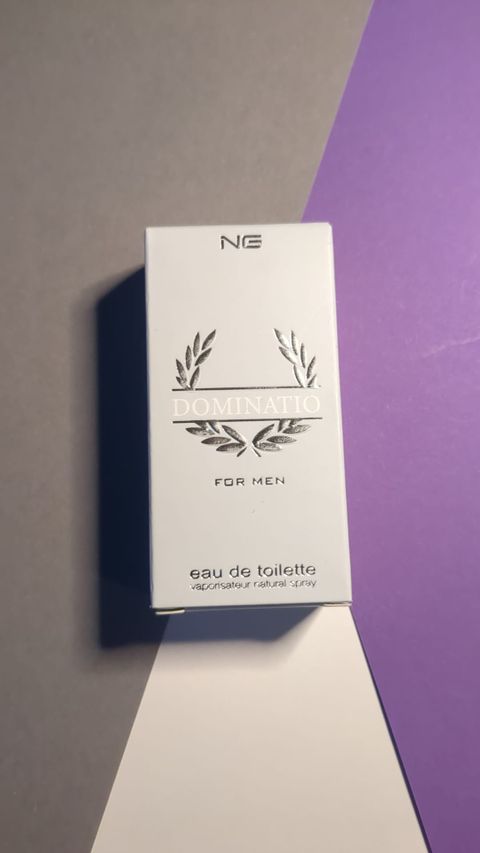 NG
DOMINATIO
FOR MEN
eau de toilette
vaporisateur natural spray